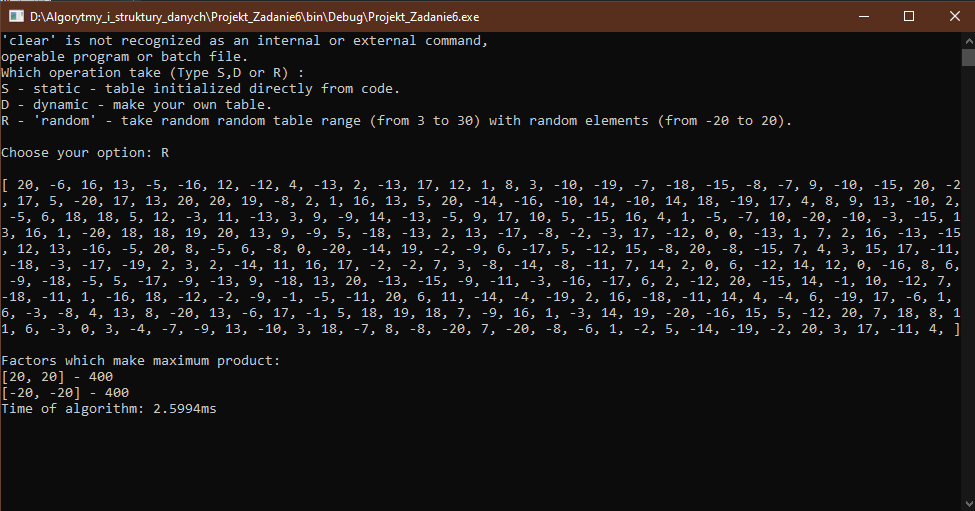 D:\Algorytmy_i_struktury_danych\Projekt_Zadanie6\bin\Debug\Projekt_Zadanie6.exe
'clear' is not recognized as an internal or external command,
operable program or batch file.
Which operation take (Type S,D or R) :
S - static - table initialized directly from code.
D - dynamic - make your own table.
R - 'random' - take random random table range (from 3 to 30) with random elements (from -20 to 20).
Choose your option: R
[ 20, -6, 16, 13, -5, -16, 12, -12, 4, -13, 2, -13, 17, 12, 1, 8, 3, -10, -19, -7, -18, -15, -8, -7, 9, -10, -15, 20, -2
, 17, 5, -20, 17, 13, 20, 20, 19, -8, 2, 1, 16, 13, 5, 20, -14, -16, -10, 14, -10, 14, 18, -19, 17, 4, 8, 9, 13, -10, 2,
 -5, 6, 18, 18, 5, 12, -3, 11, -13, 3, 9, -9, 14, -13, -5, 9, 17, 10, 5, -15, 16, 4, 1, -5, -7, 10, -20, -10, -3, -15, 1
3, 16, 1, -20, 18, 18, 19, 20, 13, 9, -9, 5, -18, -13, 2, 13, -17, -8, -2, -3, 17, -12, 0, 0, -13, 1, 7, 2, 16, -13, -15
, 12, 13, -16, -5, 20, 8, -5, 6, -8, 0, -20, -14, 19, -2, -9, 6, -17, 5, -12, 15, -8, 20, -8, -15, 7, 4, 3, 15, 17, -11,
 -18, -3, -17, -19, 2, 3, 2, -14, 11, 16, 17, -2, -2, 7, 3, -8, -14, -8, -11, 7, 14, 2, 0, 6, -12, 14, 12, 0, -16, 8, 6,
 -9, -18, -5, 5, -17, -9, -13, 9, -18, 13, 20, -13, -15, -9, -11, -3, -16, -17, 6, 2, -12, 20, -15, 14, -1, 10, -12, 7,
-18, -11, 1, -16, 18, -12, -2, -9, -1, -5, -11, 20, 6, 11, -14, -4, -19, 2, 16, -18, -11, 14, 4, -4, 6, -19, 17, -6, 1,
6, -3, -8, 4, 13, 8, -20, 13, -6, 17, -1, 5, 18, 19, 18, 7, -9, 16, 1, -3, 14, 19, -20, -16, 15, 5, -12, 20, 7, 18, 8, 1
1, 6, -3, 0, 3, -4, -7, -9, 13, -10, 3, 18, -7, 8, -8, -20, 7, -20, -8, -6, 1, -2, 5, -14, -19, -2, 20, 3, 17, -11, 4, ]
Factors which make maximum product:
[20, 20] - 400
[-20, -20] - 400
Time of algorithm: 2.5994ms